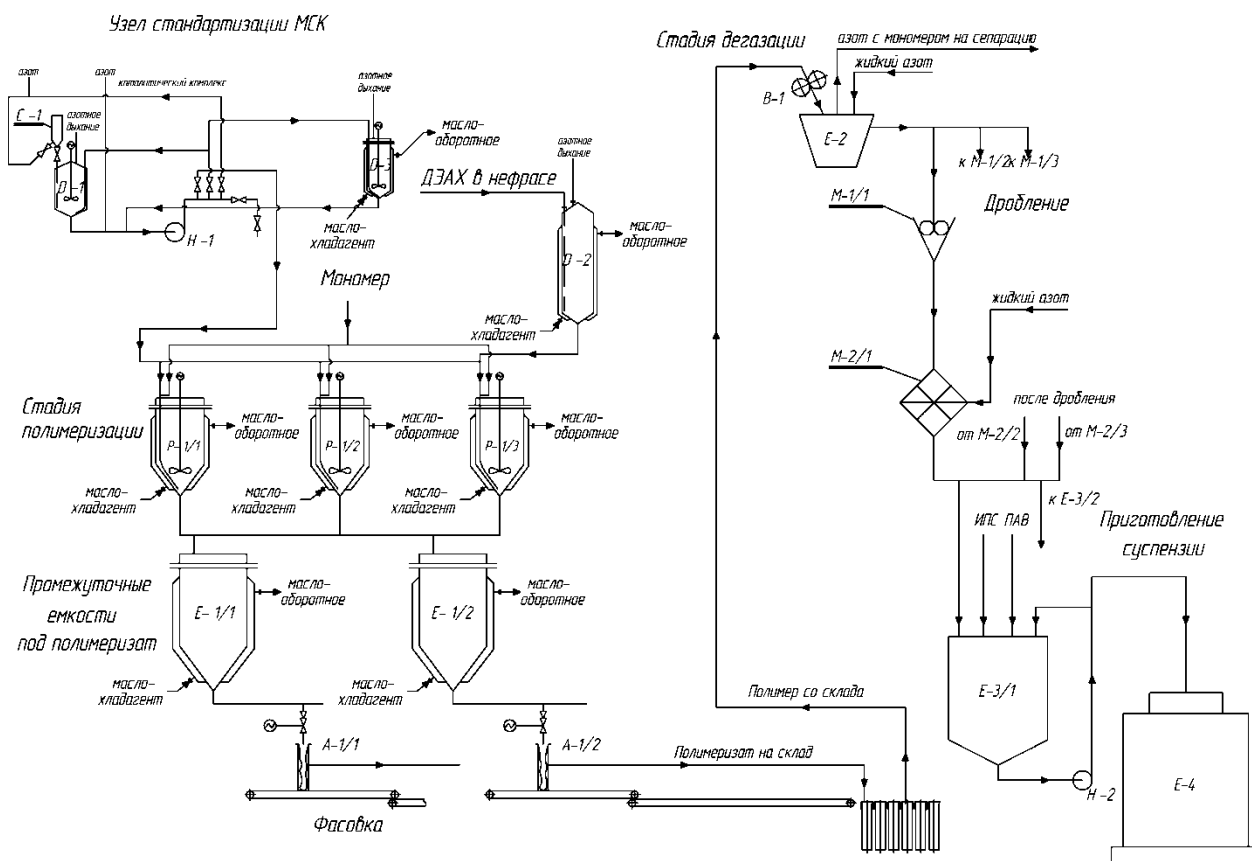 Узел стандартизации МСК
азот
азот
каталитический комплекс
С-1
азотное
дыхание
D-1
Н-1
азотное
дыхание
D-3
масло-
оборотное
масло-
хладагент
ДЭАХ в нефрасе
азотное
дыхание
D-2
масло-
оборотное
масло-
хладагент
Мономер
Стадия
полимеризации
Р-1/1
масло-
оборотное
Р-1/2
масло-
оборотное
Р-1/3
масло-
оборотное
масло-
хладагент
масло-
хладагент
масло-
хладагент
Промежуточные
емкости
под полимеризат
Е-1/1
масло-
оборотное
Е-1/2
масло-
оборотное
масло-
хладагент
масло-
хладагент
А-1/1
А-1/2
Полимеризат на склад
Фасовка
Стадия дегазации
азот с мономером на сепарацию
жидкий азот
В-1
Е-2
к М-1/2
к М-1/3
М-1/1
Дробление
жидкий азот
М-2/1
после дробления
от М-2/2
от М-2/3
к Е-3/2
ИПС
ПАВ
Приготовление
суспензии
Е-3/1
Полимер со склада
Н-2
Е-4